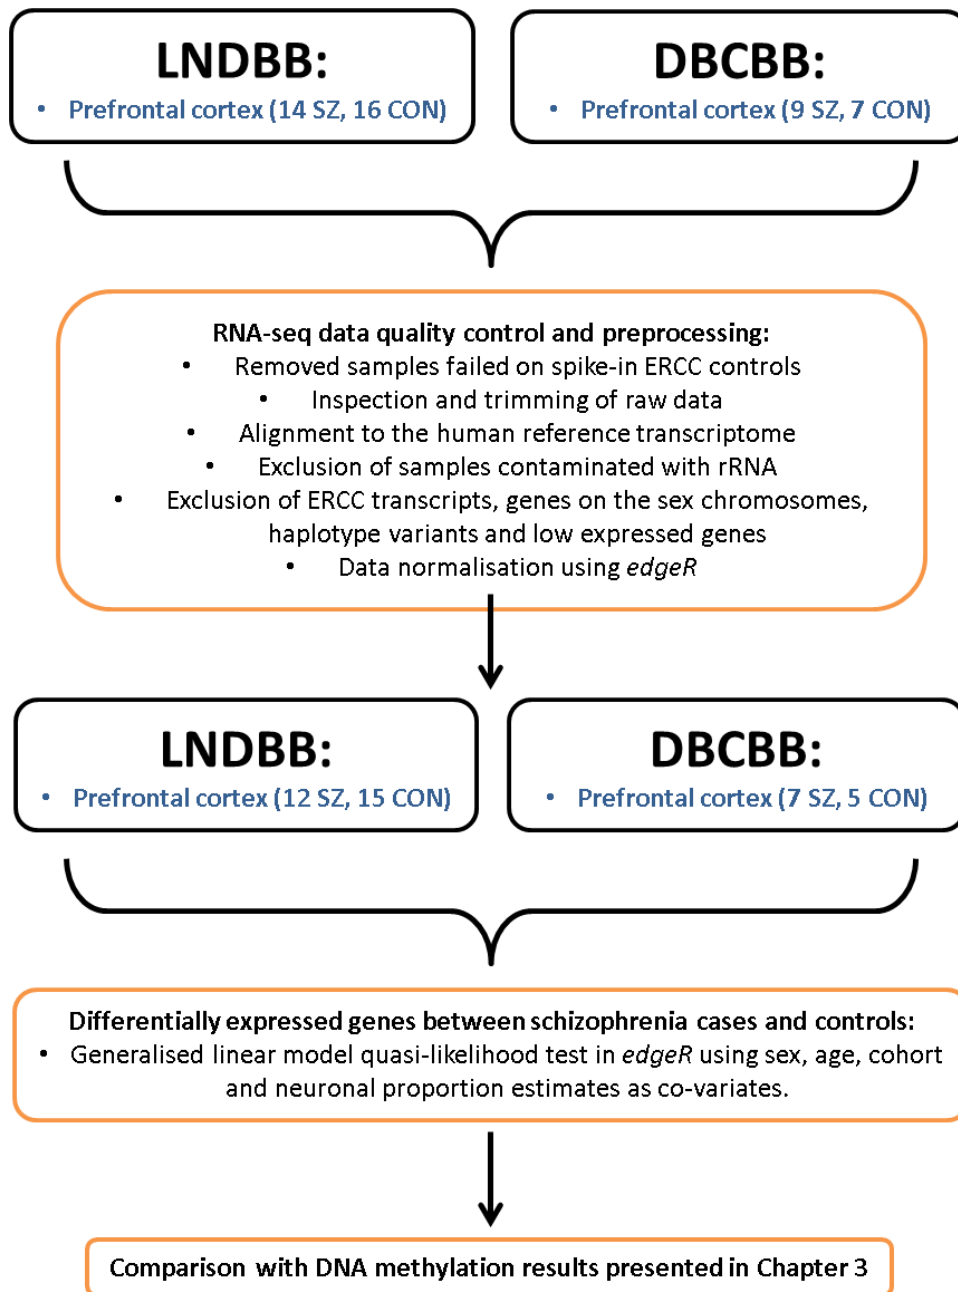 LNDBB:
• Prefrontal cortex (14 SZ, 16 CON)
DBCBB:
• Prefrontal cortex (9 SZ, 7 CON)
RNA-seq data quality control and preprocessing:
• Removed samples failed on spike-in ERCC controls
• Inspection and trimming of raw data
• Alignment to the human reference transcriptome
• Exclusion of samples contaminated with rRNA
• Exclusion of ERCC transcripts, genes on the sex chromosomes,
haplotype variants and low expressed genes
• Data normalisation using edgeR
LNDBB:
• Prefrontal cortex (12 SZ, 15 CON)
DBCBB:
• Prefrontal cortex (7 SZ, 5 CON)
Differentially expressed genes between schizophrenia cases and controls:
• Generalised linear model quasi-likelihood test in edgeR using sex, age, cohort
and neuronal proportion estimates as co-variates.
Comparison with DNA methylation results presented in Chapter 3